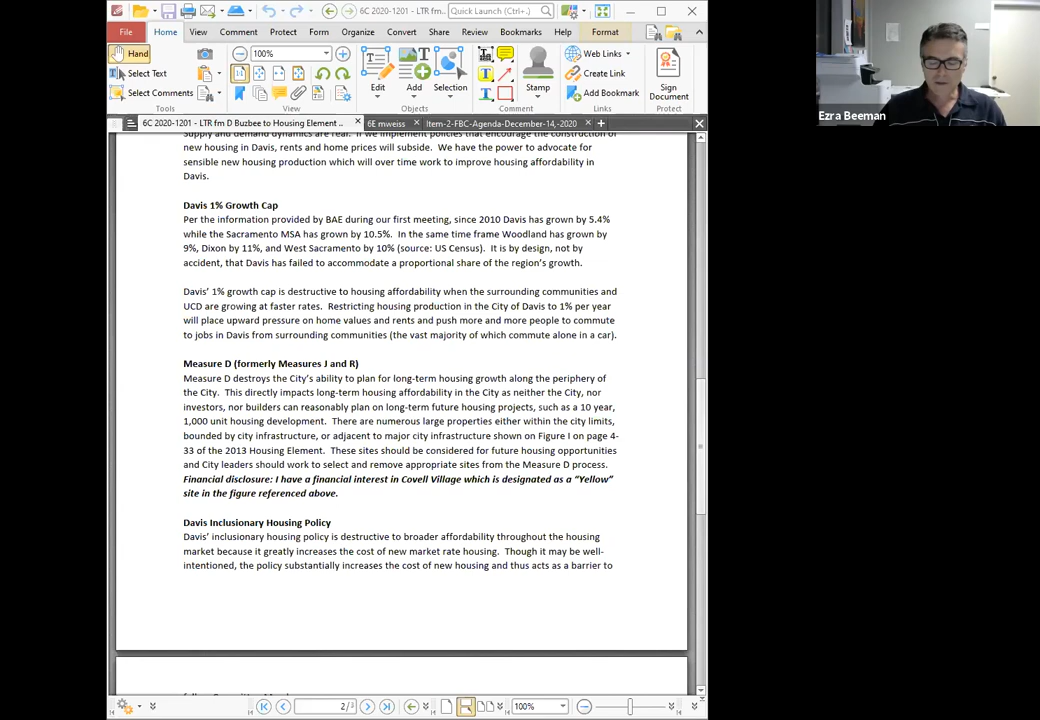 6C 2020-1201 - LTR fm...
Quick Launch (Ctrl+.)
File Home View Comment Protect Form Organize Convert Share Review Bookmarks Help Format
Hand
Select Text
Select Comments
Tools
100%
View
Edit
Add
Selection
Objects
Comment
Stamp
Web Links
Create Link
Add Bookmark
Links
Sign Document
Protect
6C 2020-1201 - LTR fm D Buzbee to Housing Element ...
6E mweiss
Item-2-FBC-Agenda-December-14,-2020
Ezra Beeman
Supply and demand dynamics are real. If we implement policies that encourage the construction of
new housing in Davis, rents and home prices will subside. We have the power to advocate for
sensible new housing production which will over time work to improve housing affordability in
Davis.
Davis 1% Growth Cap
Per the information provided by BAE during our first meeting, since 2010 Davis has grown by 5.4%
while the Sacramento MSA has grown by 10.5%. In the same time frame Woodland has grown by
9%, Dixon by 11%, and West Sacramento by 10% (source: US Census). It is by design, not by
accident, that Davis has failed to accommodate a proportional share of the region's growth.
Davis' 1% growth cap is destructive to housing affordability when the surrounding communities and
UCD are growing at faster rates. Restricting housing production in the City of Davis to 1% per year
will place upward pressure on home values and rents and push more and more people to commute
to jobs in Davis from surrounding communities (the vast majority of which commute alone in a car).
Measure D (formerly Measures J and R)
Measure D destroys the City's ability to plan for long-term housing growth along the periphery of
the City. This directly impacts long-term housing affordability in the City as neither the City, nor
investors, nor builders can reasonably plan on long-term future housing projects, such as a 10 year,
1,000 unit housing development. There are numerous large properties either within the city limits,
bounded by city infrastructure, or adjacent to major city infrastructure shown on Figure I on page 4-
33 of the 2013 Housing Element. These sites should be considered for future housing opportunities
and City leaders should work to select and remove appropriate sites from the Measure D process.
Financial disclosure: I have a financial interest in Covell Village which is designated as a "Yellow"
site in the figure referenced above.
Davis Inclusionary Housing Policy
Davis' inclusionary housing policy is destructive to broader affordability throughout the housing
market because it greatly increases the cost of new market rate housing. Though it may be well-
intentioned, the policy substantially increases the cost of new housing and thus acts as a barrier to
2/3
100%